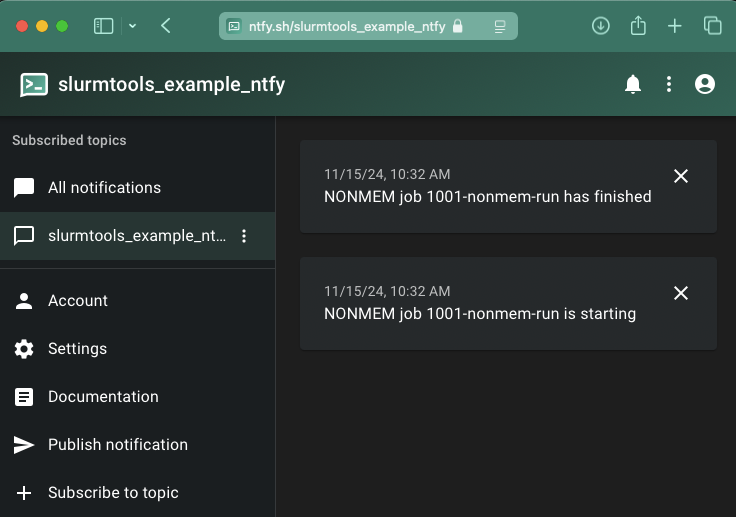 ntfy.sh/slurmtools_example_ntfy
slurmtools_example_ntfy
Subscribed topics
All notifications
slurmtools_example_nt...
Account
Settings
Documentation
Publish notification
Subscribe to topic
11/15/24, 10:32 AM
NONMEM job 1001-nonmem-run has finished
11/15/24, 10:32 AM
NONMEM job 1001-nonmem-run is starting